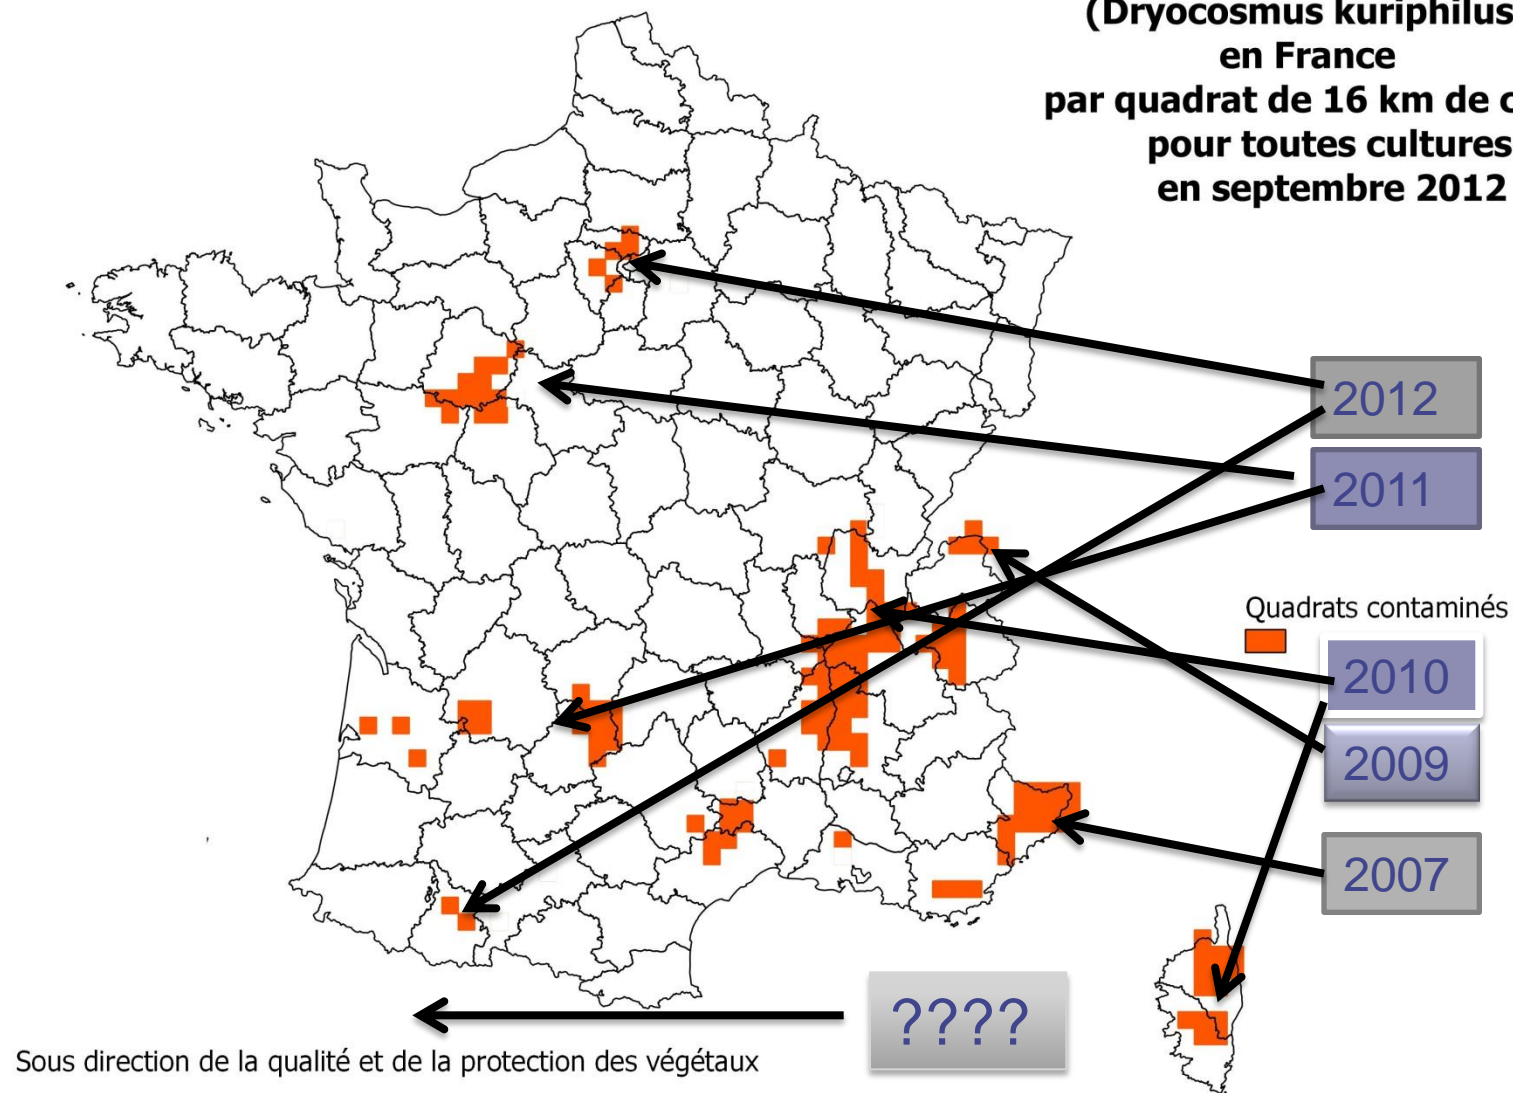 (Dryocosmus kuriphilus
en France
par quadrat de 16 km de
pour toutes cultures
en septembre 2012
2012
2011
Quadrats contaminés
2010
2009
2007
????
Sous direction de la qualité et de la protection des végétaux